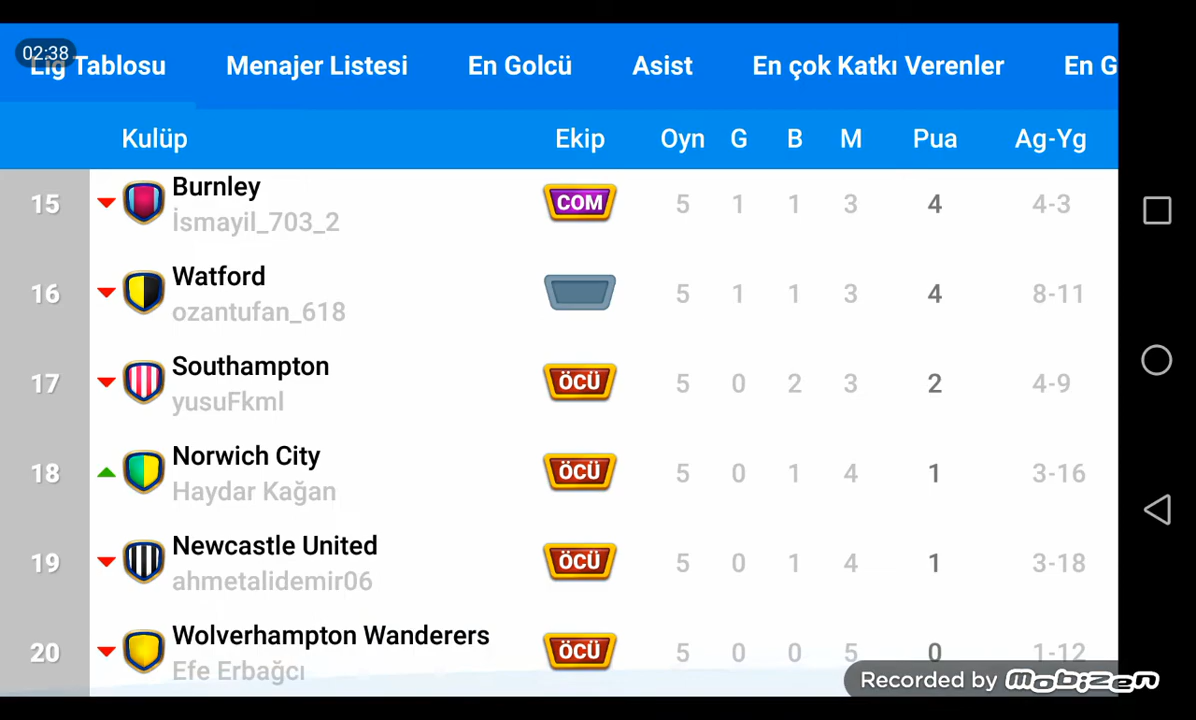 02:38
Lig Tablosu Menajer Listesi En Golcü Asist En çok Katkı Verenler En G
Kulüp Ekip Oyn G B M Pua Ag-Yg
15 Burnley COM 5 1 1 3 4 4-3
İsmayil_703_2
16 Watford 5 1 1 3 4 8-11
ozantufan_618
17 Southampton ÖCÜ 5 0 2 3 2 4-9
yusuFkml
18 Norwich City ÖCÜ 5 0 1 4 1 3-16
Haydar Kağan
19 Newcastle United ÖCÜ 5 0 1 4 1 3-18
ahmetalidemir06
20 Wolverhampton Wanderers ÖCÜ 5 0 0 5 0 1-12
Efe Erbağcı
Recorded by mobizen